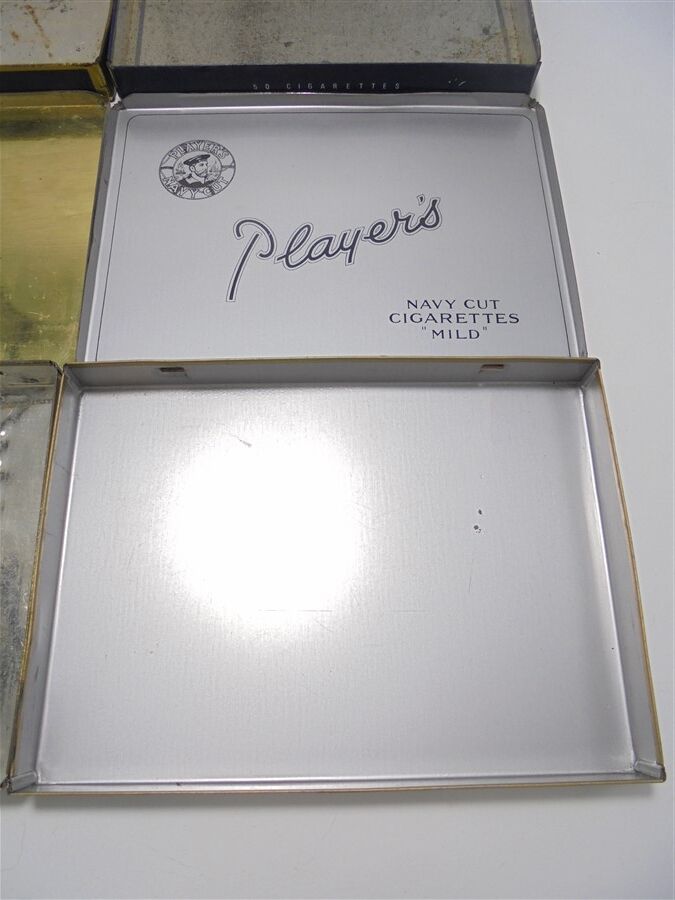 50 CIGARETTES
PLAYER'S
NAVY CUT
Player's
NAVY CUT
CIGARETTES
"MILD"